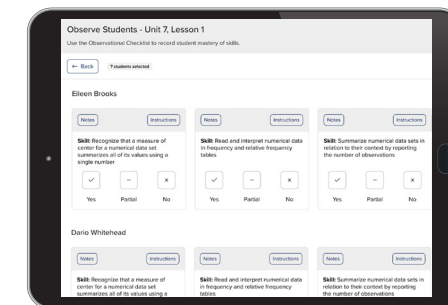 Observe Students - Unit 7, Lesson 1
Use the Observational Checklist to record student mastery of skills.
← Back 7 students selected
Eileen Brooks
Notes Instructions Notes Instructions Notes Instructions
Skill: Recognize that a measure of
center for a numerical data set
summarizes all of its values using a
single number
Yes Partial No
Skill: Read and interpret numerical data
in frequency and relative frequency
tables
Yes Partial No
Skill: Summarize numerical data sets in
relation to their context by reporting
the number of observations
Yes Partial No
Dario Whitehead
Notes Instructions Notes Instructions Notes Instructions
Skill: Recognize that a measure of
center for a numerical data set
summarizes all of its values using a
Skill: Read and interpret numerical data
in frequency and relative frequency
tables
Skill: Summarize numerical data sets in
relation to their context by reporting
the number of observations